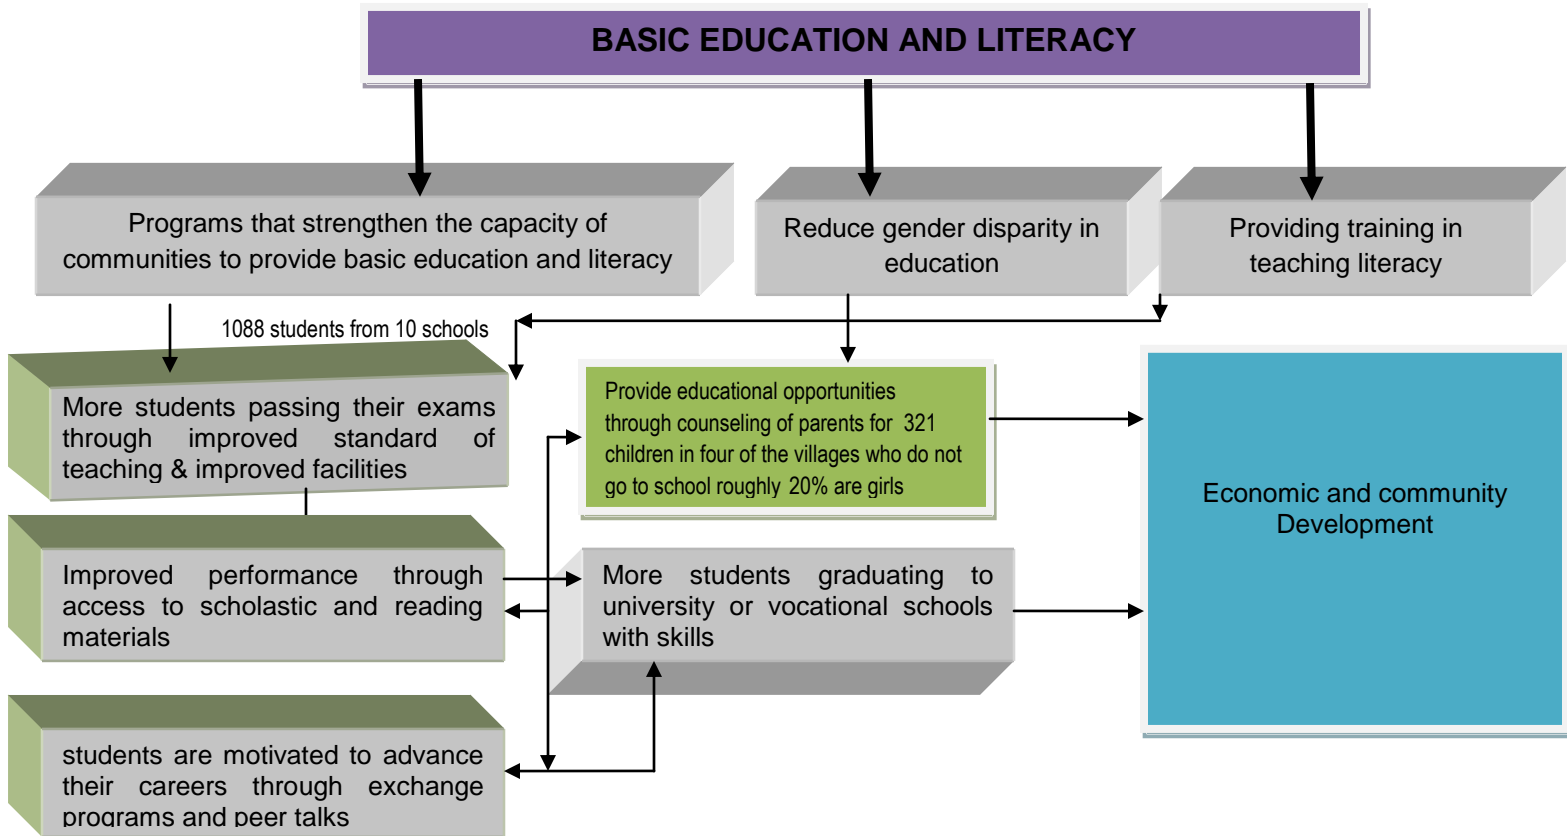 BASIC EDUCATION AND LITERACY
Programs that strengthen the capacity of
communities to provide basic education and literacy
Reduce gender disparity in
education
Providing training in
teaching literacy
1088 students from 10 schools
More students passing their exams
through improved standard of
teaching & improved facilities
Provide educational opportunities
through counseling of parents for 321
children in four of the villages who do not
go to school roughly 20% are girls
Economic and community
Development
Improved performance through
access to scholastic and reading
materials
More students graduating to
university or vocational schools
with skills
students are motivated to advance
their careers through exchange
programs and peer talks